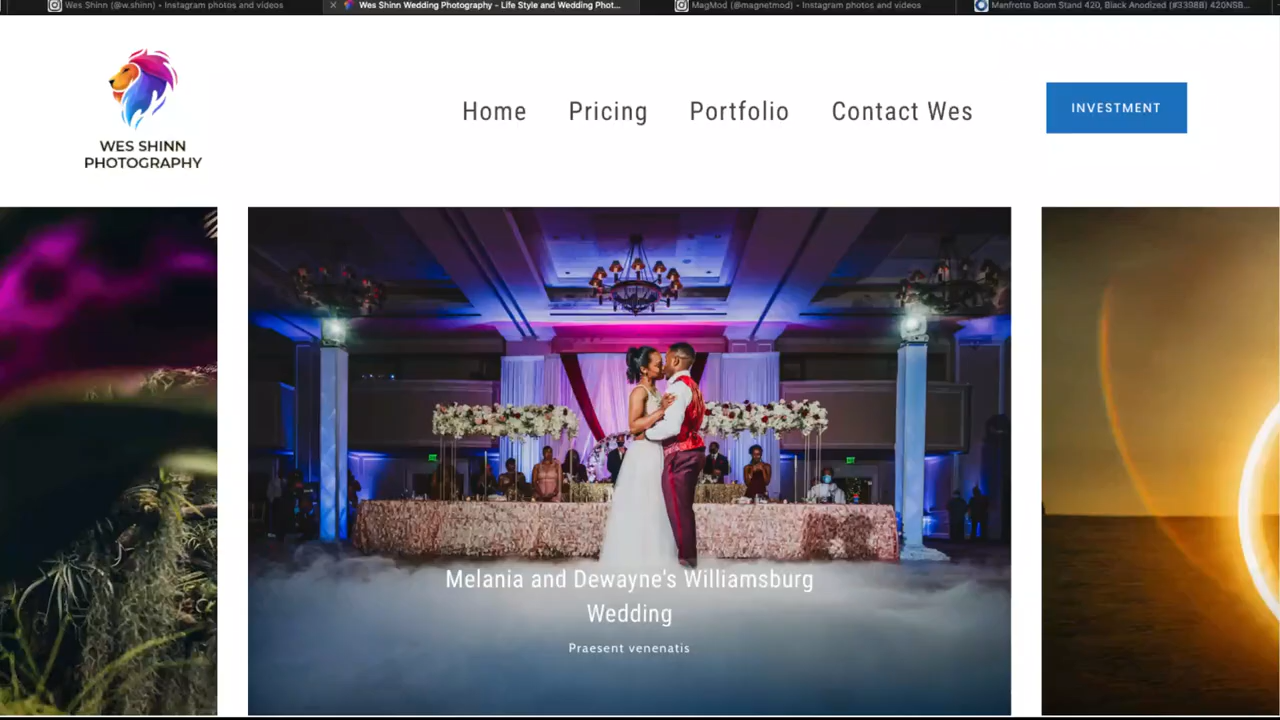 Wes Shinn (@w.shinn) • Instagram photos and videos
Wes Shinn Wedding Photography - Life Style and Wedding Phot...
MagMod (@magnetmod) • Instagram photos and videos
Manfrotto Boom Stand 420, Black Anodized (#3398B) 420NSB...
WES SHINN
PHOTOGRAPHY
Home
Pricing
Portfolio
Contact Wes
INVESTMENT
Melania and Dewayne's Williamsburg
Wedding
Praesent venenatis